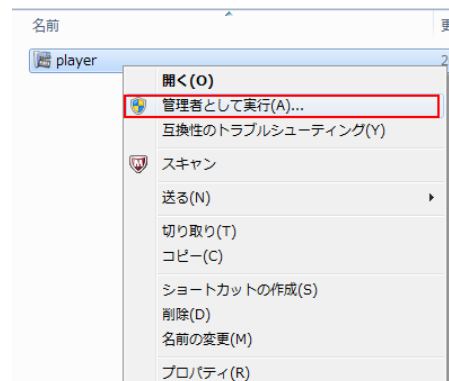 名前
player
開く(O)
管理者として実行(A)...
互換性のトラブルシューティング(Y)
スキャン
送る(N)
切り取り(T)
コピー(C)
ショートカットの作成(S)
削除(D)
名前の変更(M)
プロパティ(R)